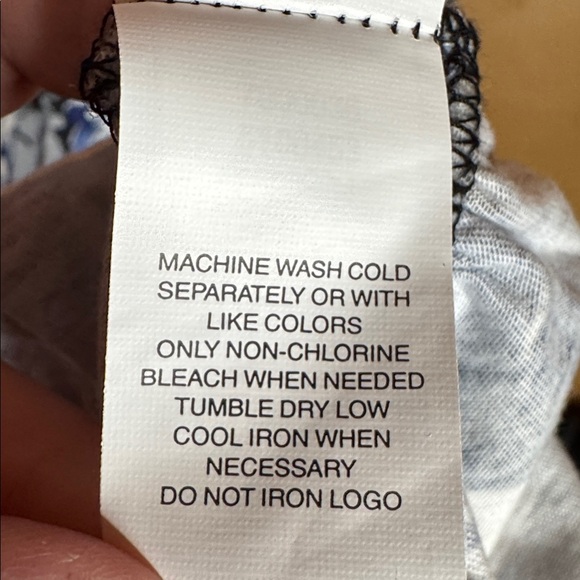 MACHINE WASH COLD
SEPARATELY OR WITH
LIKE COLORS
ONLY NON-CHLORINE
BLEACH WHEN NEEDED
TUMBLE DRY LOW
COOL IRON WHEN
NECESSARY
DO NOT IRON LOGO